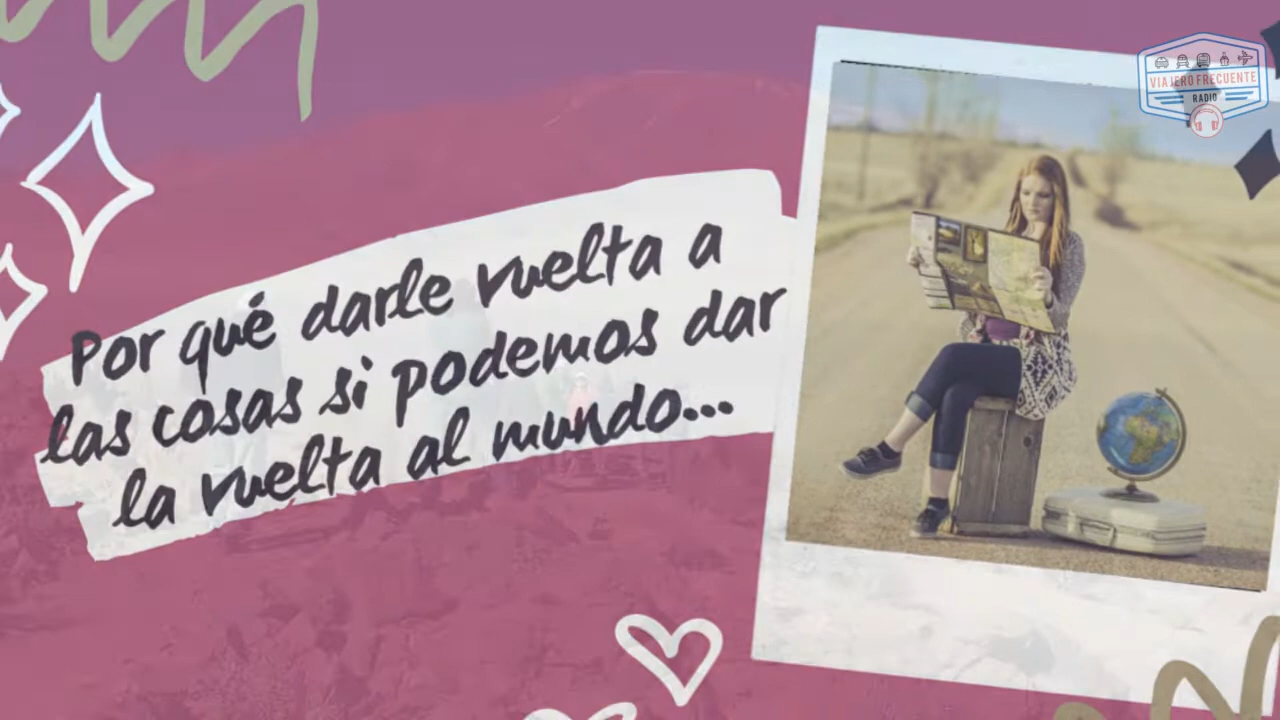 Por qué darle vuelta a
las cosas si podemos dar
la vuelta al mundo...
VIAJERO FRECUENTE
RADIO